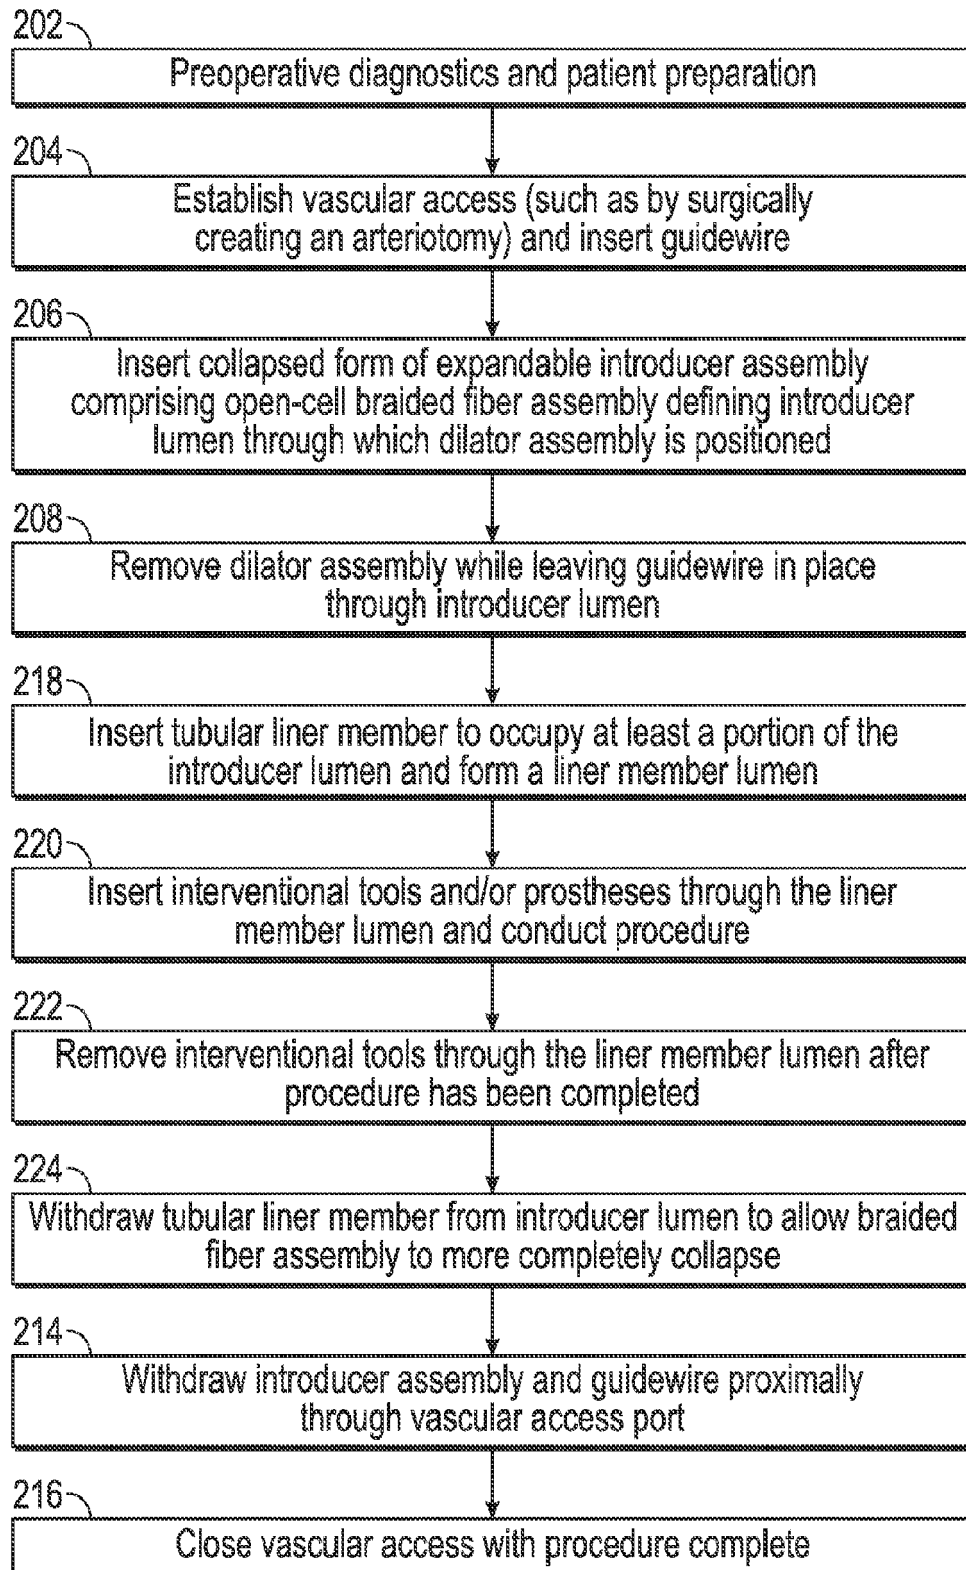 202
Preoperative diagnostics and patient preparation
204
Establish vascular access (such as by surgically
creating an arteriotomy) and insert guidewire
206
Insert collapsed form of expandable introducer assembly
comprising open-cell braided fiber assembly defining introducer
lumen through which dilator assembly is positioned
208
Remove dilator assembly while leaving guidewire in place
through introducer lumen
218
Insert tubular liner member to occupy at least a portion of the
introducer lumen and form a liner member lumen
220
Insert interventional tools and/or prostheses through the liner
member lumen and conduct procedure
222
Remove interventional tools through the liner member lumen after
procedure has been completed
224
Withdraw tubular liner member from introducer lumen to allow braided
fiber assembly to more completely collapse
214
Withdraw introducer assembly and guidewire proximally
through vascular access port
216
Close vascular access with procedure complete